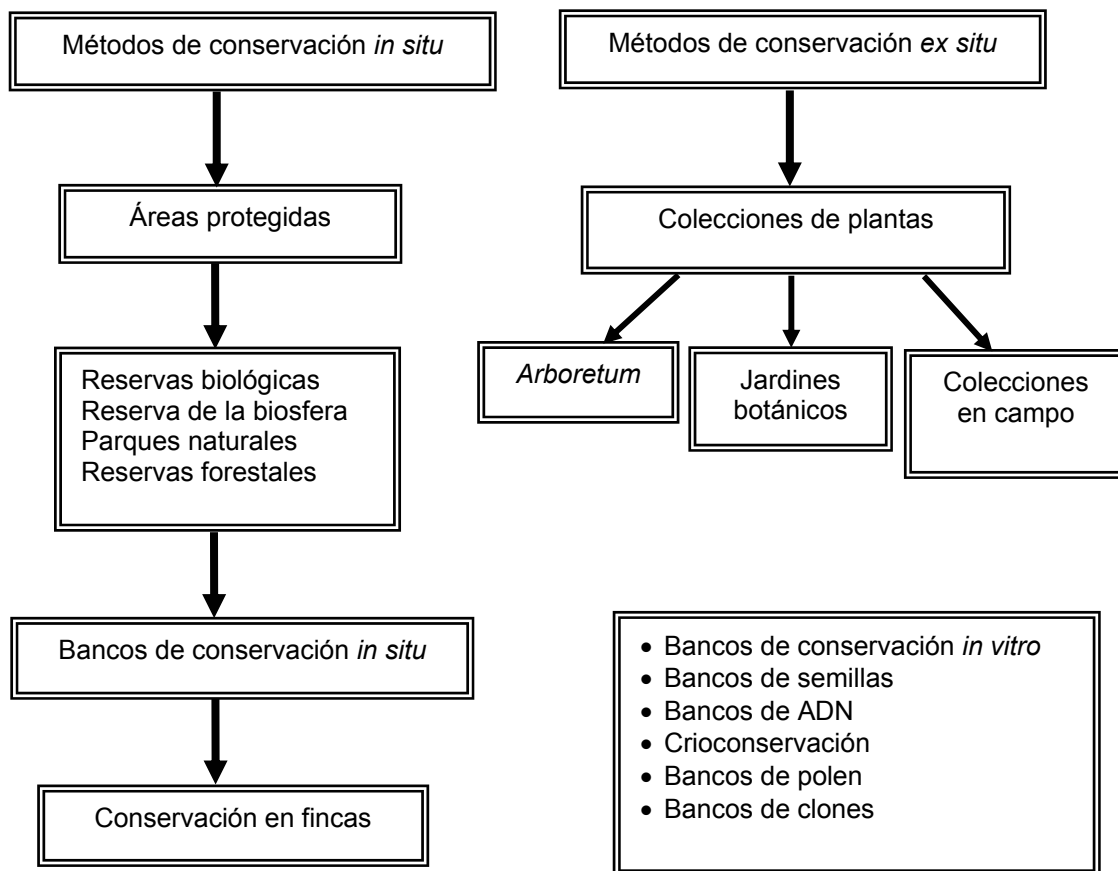 Métodos de conservación in situ
Áreas protegidas
Reservas biológicas
Reserva de la biosfera
Parques naturales
Reservas forestales
Bancos de conservación in situ
Conservación en fincas
Métodos de conservación ex situ
Colecciones de plantas
Arboretum
Jardines
botánicos
Colecciones
en campo
• Bancos de conservación in vitro
• Bancos de semillas
• Bancos de ADN
• Crioconservación
• Bancos de polen
• Bancos de clones